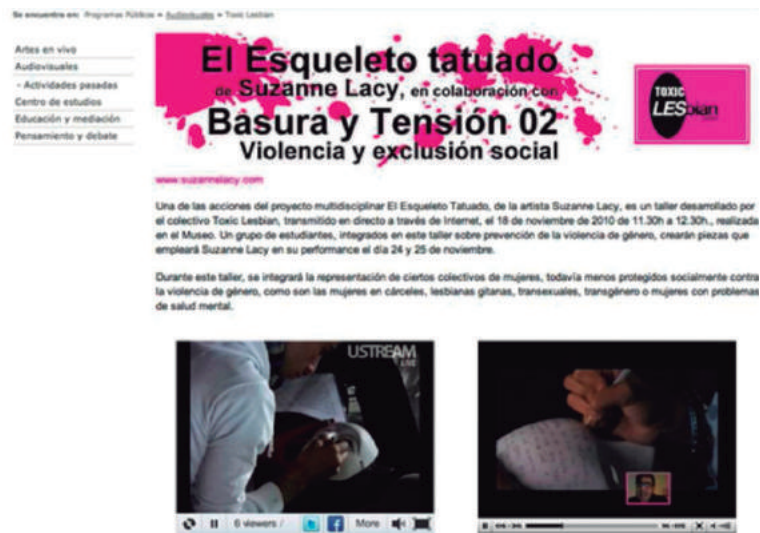 Se encuentra en: Programas Públicos » Audiovisuales » Toxic Lesbian
Artes en vivo
Audiovisuales
- Actividades pasadas
Centro de estudios
Educación y mediación
Pensamiento y debate
El Esqueleto tatuado
de Suzanne Lacy, en colaboración con
Basura y Tensión 02
Violencia y exclusión social
TOXIC
LESbian
www.suzannelacy.com
Una de las acciones del proyecto multidisciplinar El Esqueleto Tatuado, de la artista Suzanne Lacy, es un taller desarrollado por
el colectivo Toxic Lesbian, transmitido en directo a través de Internet, el 18 de noviembre de 2010 de 11.30h a 12.30h., realizada
en el Museo. Un grupo de estudiantes, integrados en este taller sobre prevención de la violencia de género, crearán piezas que
empleará Suzanne Lacy en su performance el día 24 y 25 de noviembre.
Durante este taller, se integrará la representación de ciertos colectivos de mujeres, todavía menos protegidos socialmente contra
la violencia de género, como son las mujeres en cárceles, lesbianas gitanas, transexuales, transgénero o mujeres con problemas
de salud mental.
USTREAM
LIVE
6 viewers /
More